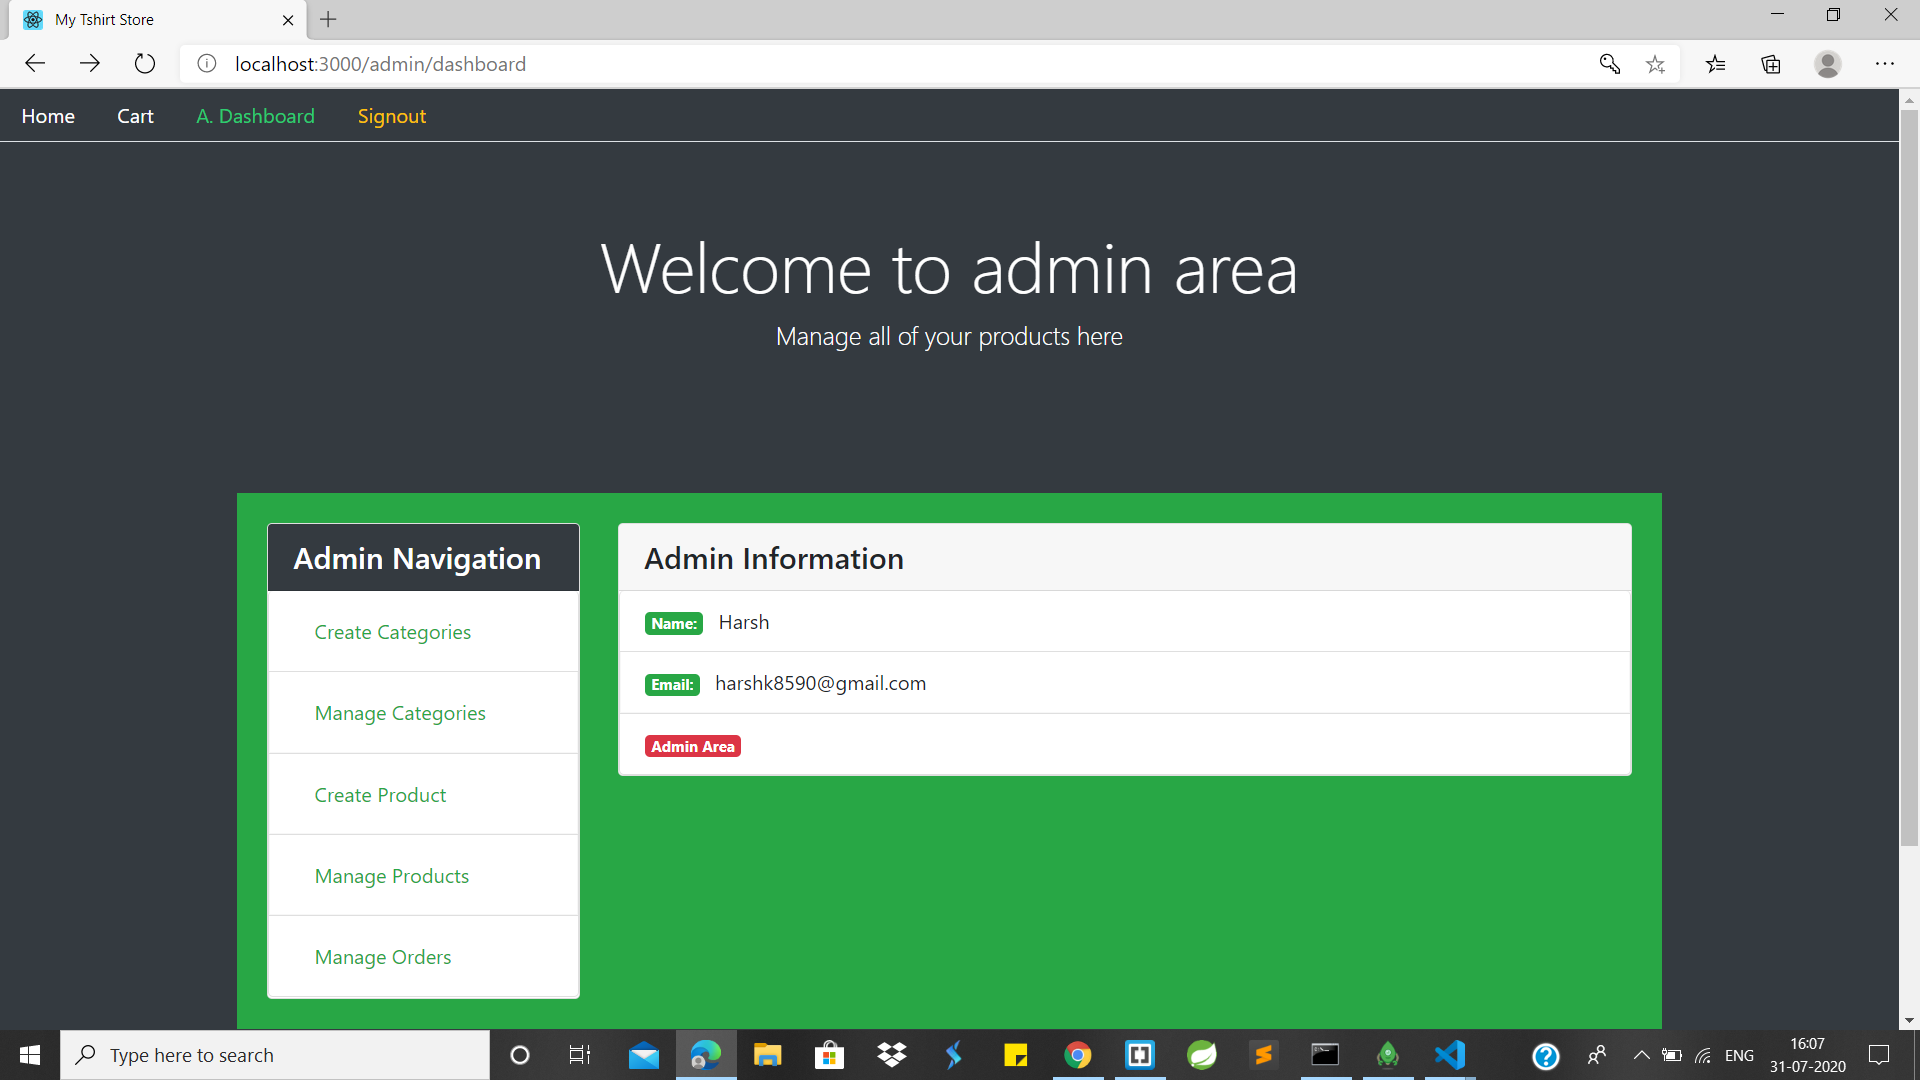 My Tshirt Store
localhost:3000/admin/dashboard
Home Cart A. Dashboard Signout
Welcome to admin area
Manage all of your products here
Admin Navigation
Create Categories
Manage Categories
Create Product
Manage Products
Manage Orders
Admin Information
Name: Harsh
Email: harshk8590@gmail.com
Admin Area
Type here to search
ENG
16:07
31-07-2020